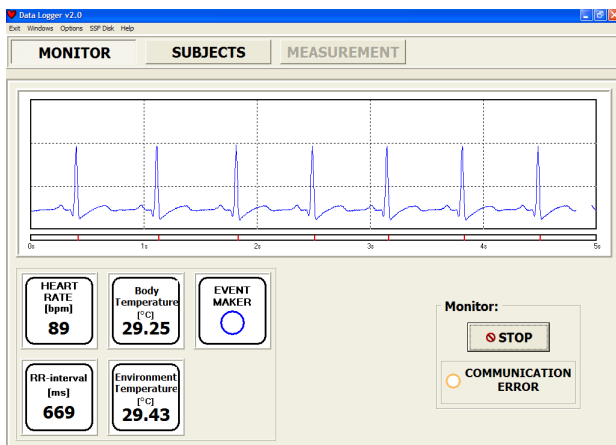 Data Logger v2.0
Exit Windows Options SSF Disk Help
MONITOR SUBJECTS MEASUREMENT
0s 1s 2s 3s 4s 5s
HEART
RATE
[bpm]
89
Body
Temperature
[°C]
29.25
EVENT
MAKER
RR-interval
[ms]
669
Environment
Temperature
[°C]
29.43
Monitor:
STOP
COMMUNICATION
ERROR